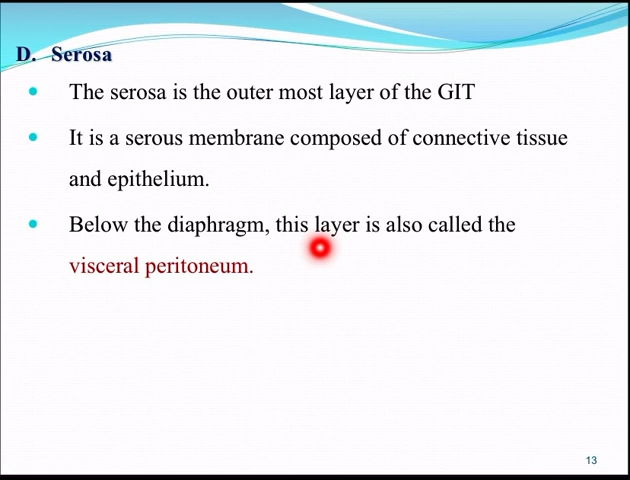 D. Serosa
The serosa is the outer most layer of the GIT
It is a serous membrane composed of connective tissue
and epithelium.
Below the diaphragm, this layer is also called the
visceral peritoneum.
13